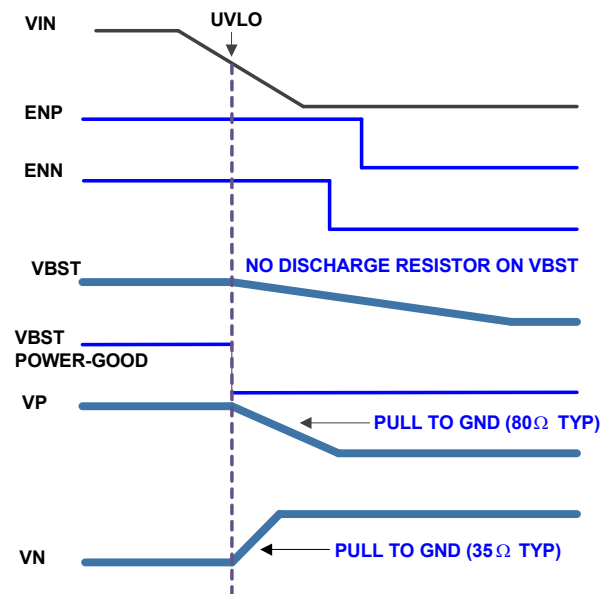 VIN
UVLO
ENP
ENN
VBST
NO DISCHARGE RESISTOR ON VBST
VBST
POWER-GOOD
VP
PULL TO GND (80Ω TYP)
VN
PULL TO GND (35Ω TYP)